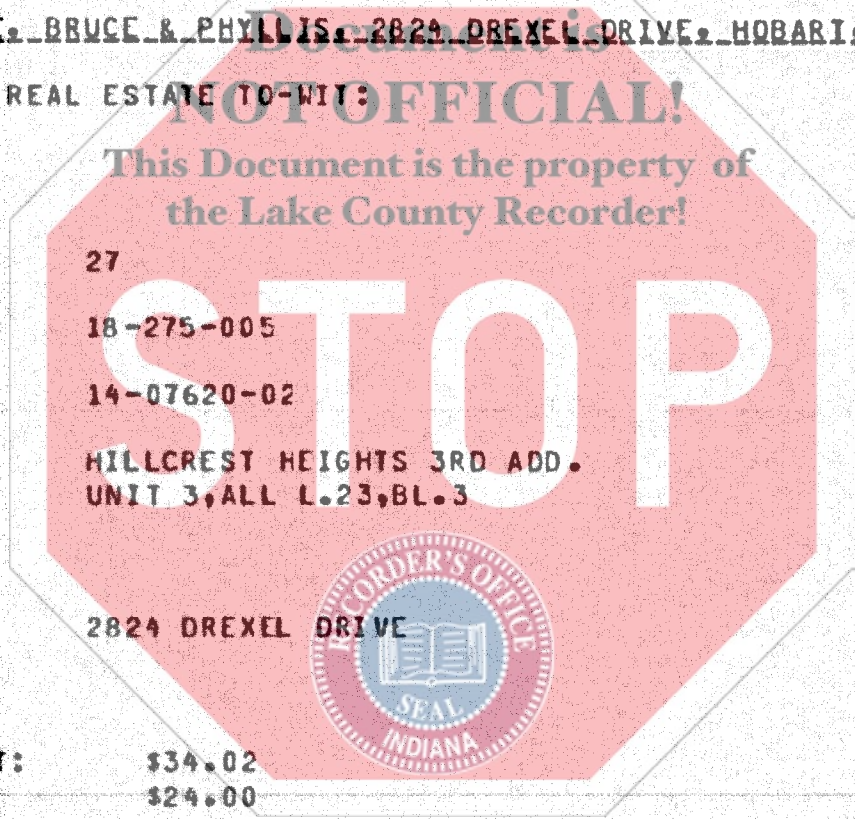 BRUCE & PHYLLIS, 2824 DREXEL DRIVE, HOBART,
Document is
REAL ESTATE TO-WIT:
NOT OFFICIAL!
This Document is the property of
the Lake County Recorder!
27
STOP
18-275-005
14-07620-02
HILLCREST HEIGHTS 3RD ADD.
UNIT 3,ALL L.23,BL.3
2824 DREXEL DRIVE
RECORDER'S OFFICE
SEAL
INDIANA
T: $34.02
$24.00